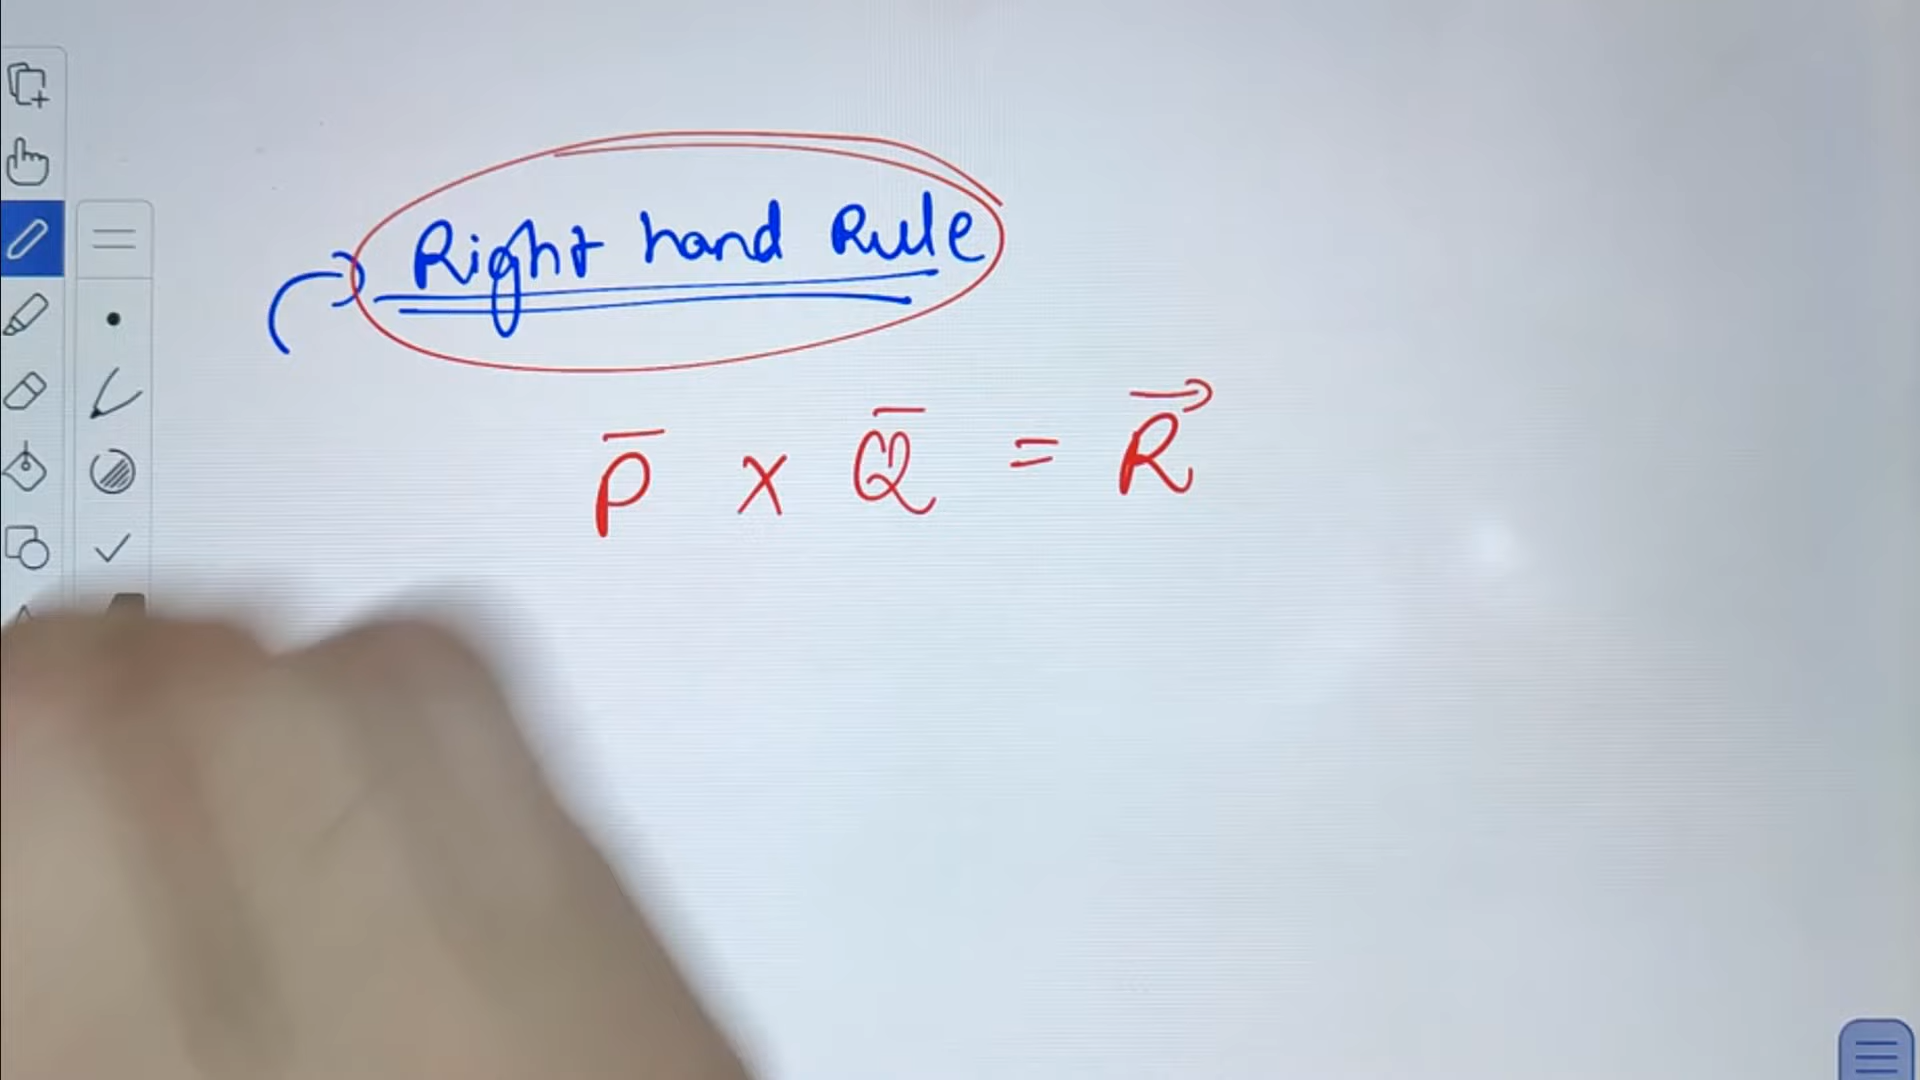 Right hand Rule
P̅ x Q̅ = R⃗